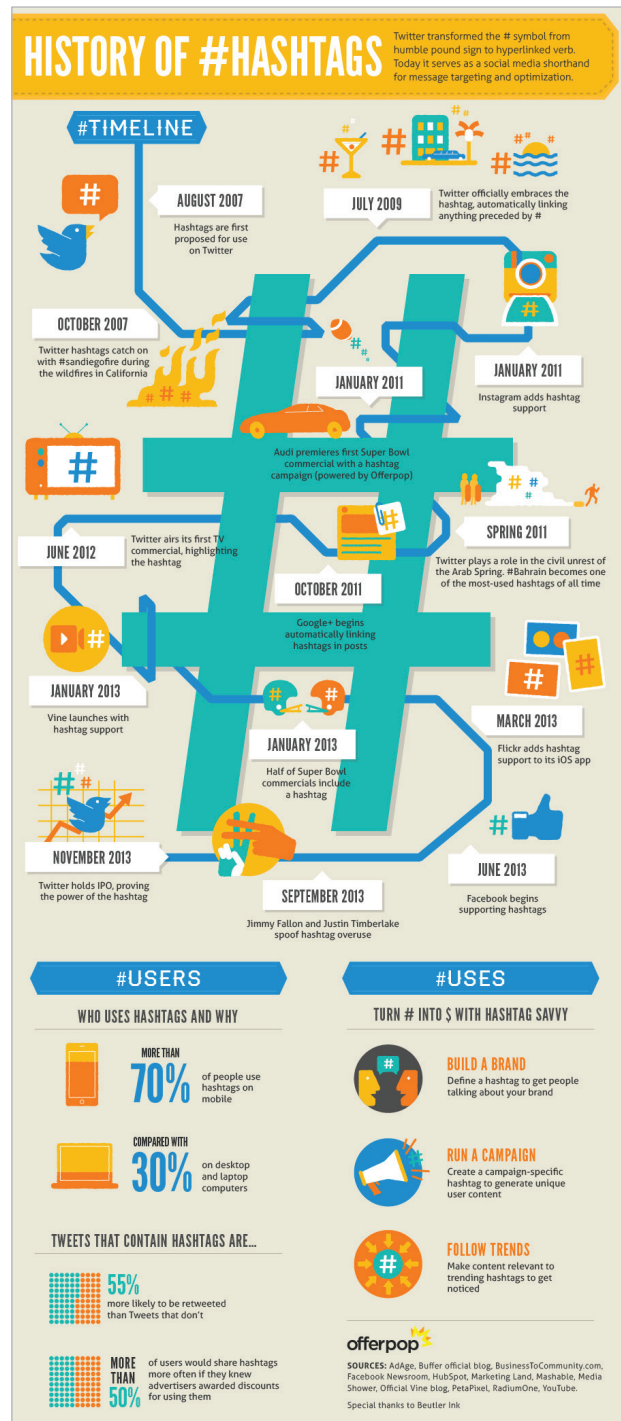 HISTORY OF #HASHTAGS
Twitter transformed the # symbol from
humble pound sign to hyperlinked verb.
Today it serves as a social media shorthand
for message targeting and optimization.
#TIMELINE
#
AUGUST 2007
Hashtags are first
proposed for use
on Twitter
OCTOBER 2007
Twitter hashtags catch on
with #sandiegofire during
the wildfires in California
JULY 2009
Twitter officially embraces the
hashtag, automatically linking
anything preceded by #
JANUARY 2011
Instagram adds hashtag
support
JANUARY 2011
Audi premieres first Super Bowl
commercial with a hashtag
campaign (powered by Offerpop)
SPRING 2011
Twitter plays a role in the civil unrest of
the Arab Spring. #Bahrain becomes one
of the most-used hashtags of all time
OCTOBER 2011
Google+ begins
automatically linking
hashtags in posts
JUNE 2012
Twitter airs its first TV
commercial, highlighting
the hashtag
JANUARY 2013
Vine launches with
hashtag support
JANUARY 2013
Half of Super Bowl
commercials include
a hashtag
MARCH 2013
Flickr adds hashtag
support to its iOS app
JUNE 2013
Facebook begins
supporting hashtags
SEPTEMBER 2013
Jimmy Fallon and Justin Timberlake
spoof hashtag overuse
NOVEMBER 2013
Twitter holds IPO, proving
the power of the hashtag
#USERS
WHO USES HASHTAGS AND WHY
MORE THAN
70%
of people use
hashtags on
mobile
COMPARED WITH
30%
on desktop
and laptop
computers
TWEETS THAT CONTAIN HASHTAGS ARE...
55%
more likely to be retweeted
than Tweets that don't
MORE
THAN
50%
of users would share hashtags
more often if they knew
advertisers awarded discounts
for using them
#USES
TURN # INTO $ WITH HASHTAG SAVVY
BUILD A BRAND
Define a hashtag to get people
talking about your brand
RUN A CAMPAIGN
Create a campaign-specific
hashtag to generate unique
user content
FOLLOW TRENDS
Make content relevant to
trending hashtags to get
noticed
offerpop
SOURCES: AdAge, Buffer official blog, BusinessToCommunity.com,
Facebook Newsroom, HubSpot, Marketing Land, Mashable, Media
Shower, Official Vine blog, PetaPixel, RadiumOne, YouTube.
Special thanks to Beutler Ink